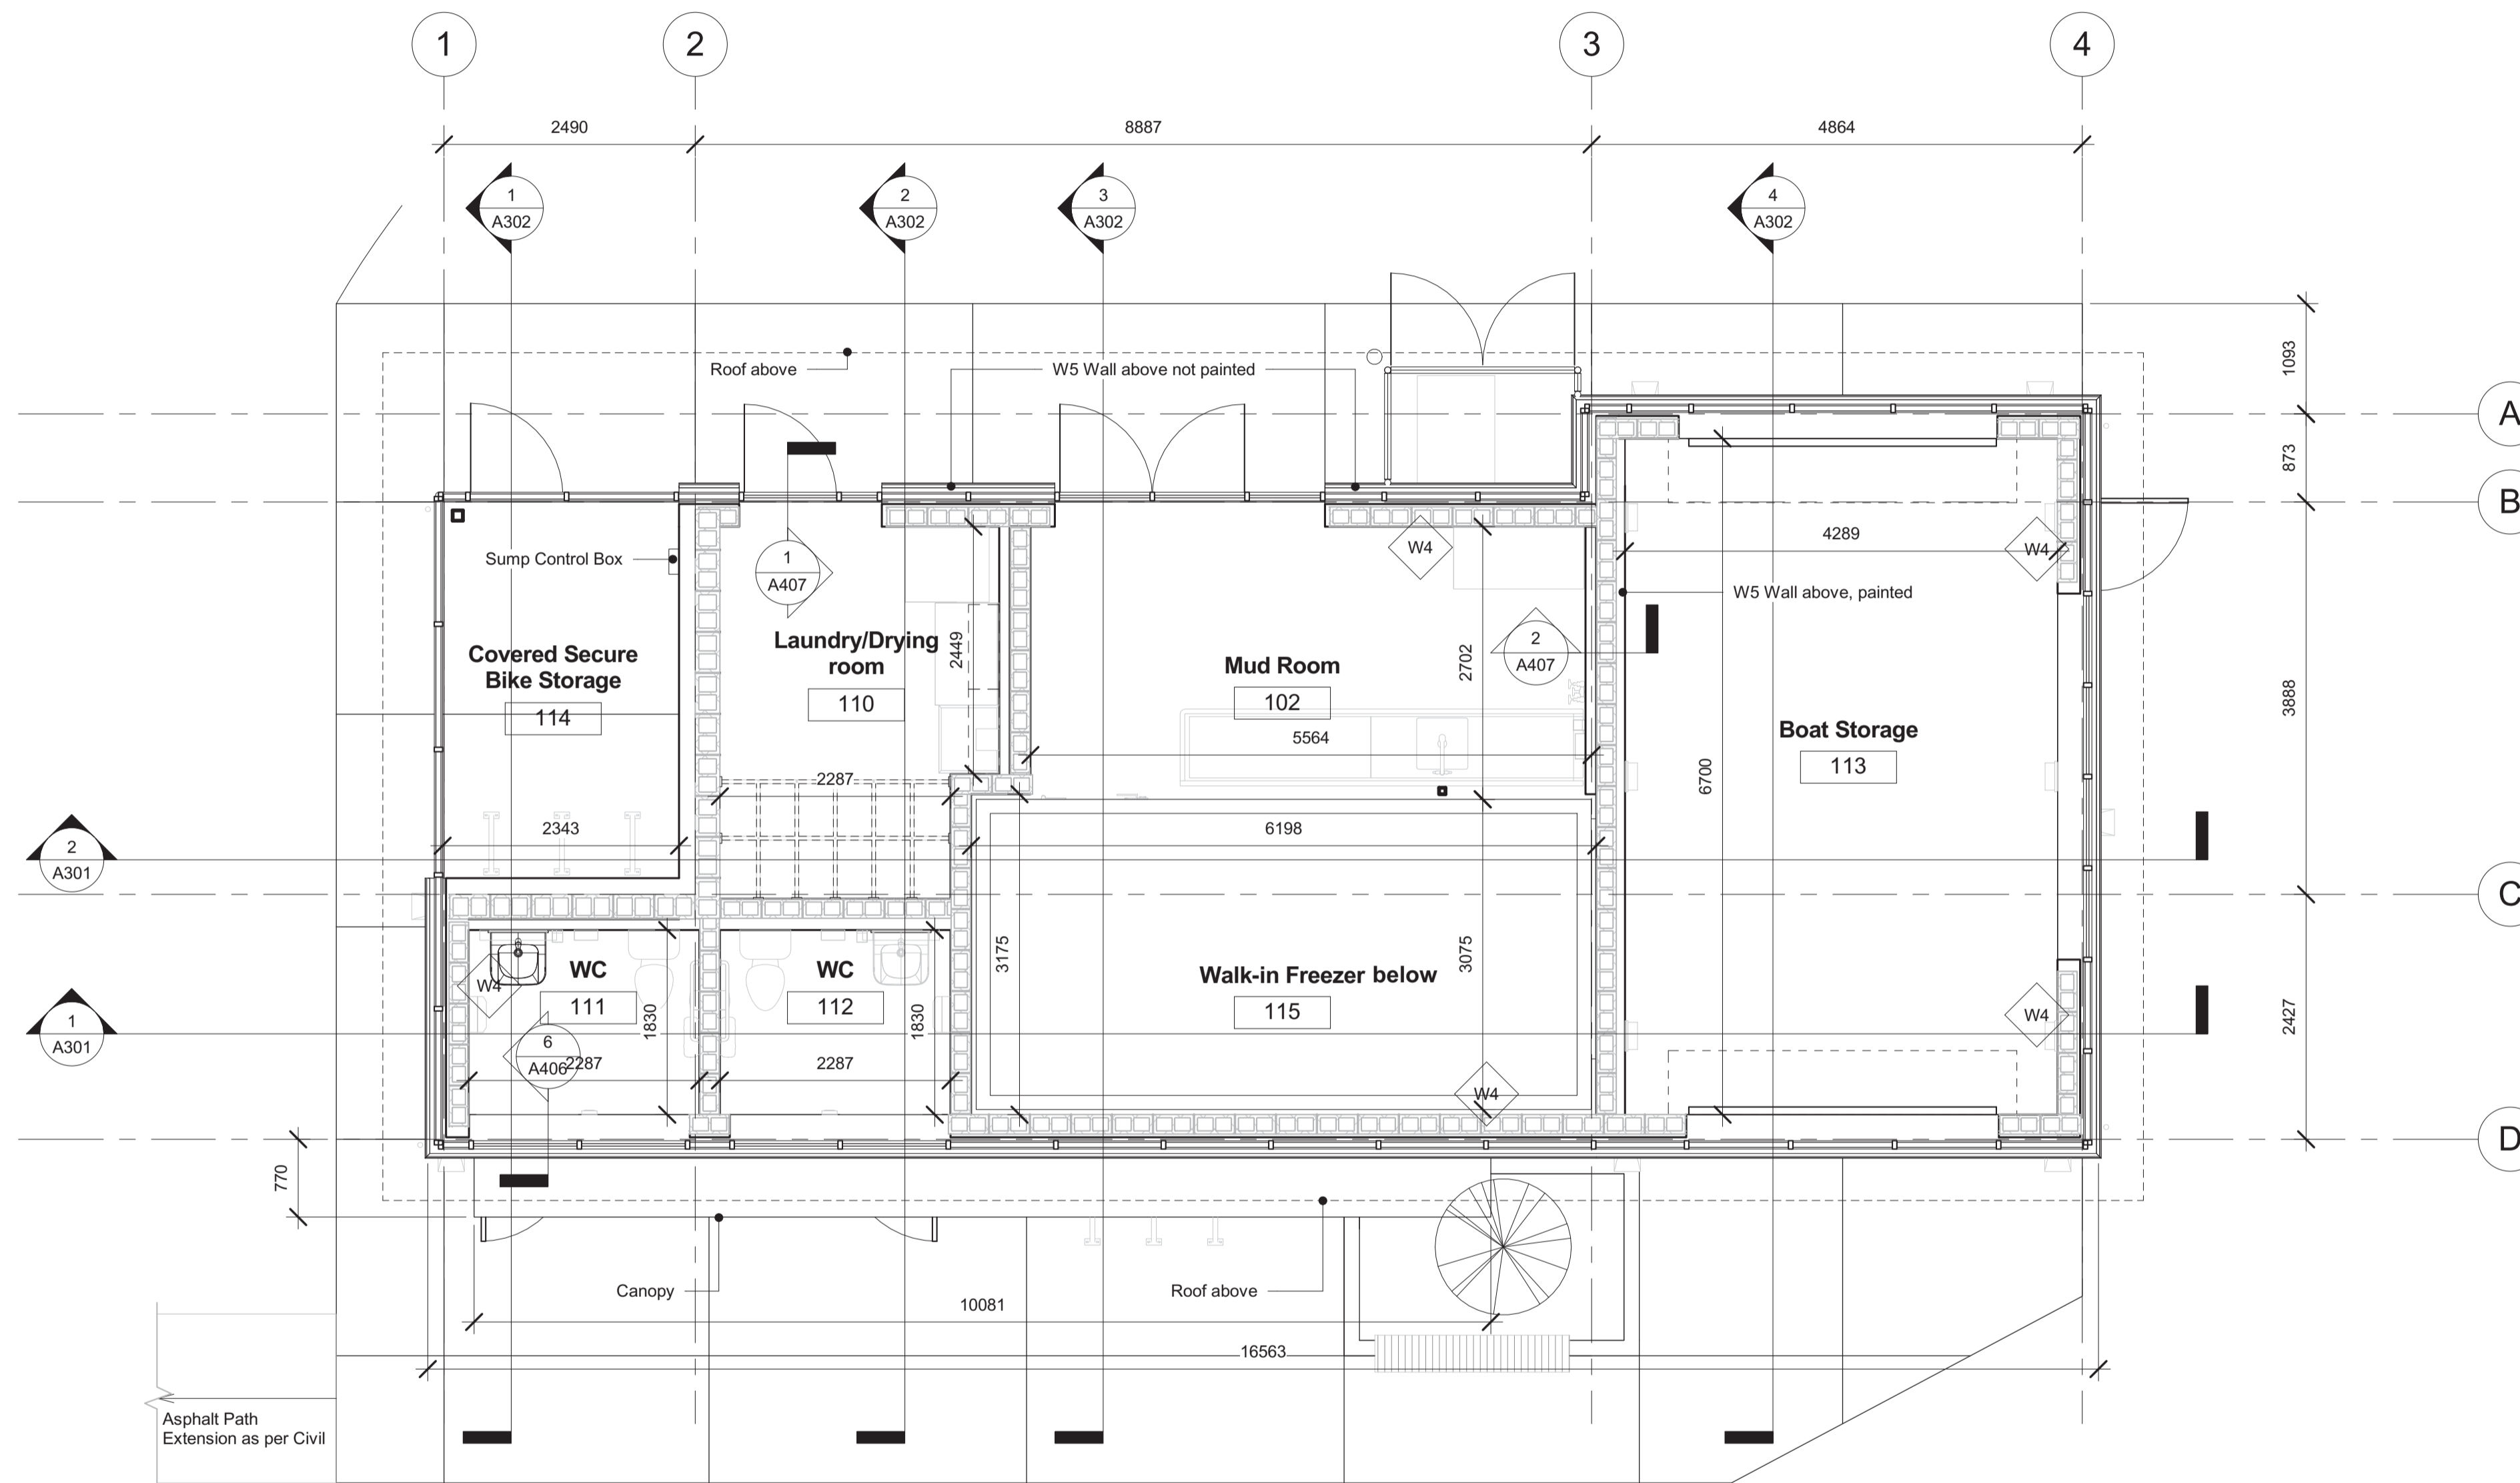 1
2
3
4
2490
8887
4864
1
A302
2
A302
3
A302
4
A302
1093
Roof above
W5 Wall above not painted
A
873
B
4289
W4
W4
Sump Control Box
1
A407
W5 Wall above, painted
2
A407
Covered Secure
Bike Storage
114
Laundry/Drying
room
110
2449
Mud Room
102
2702
5564
3888
Boat Storage
113
6700
2287
2343
6198
2
A301
C
WC
111
WC
112
W4
3175
3075
Walk-in Freezer below
115
W4
1830
1830
2427
1
A301
6
A406
2287
2287
W4
D
770
Canopy
Roof above
10081
16563
Asphalt Path
Extension as per Civil